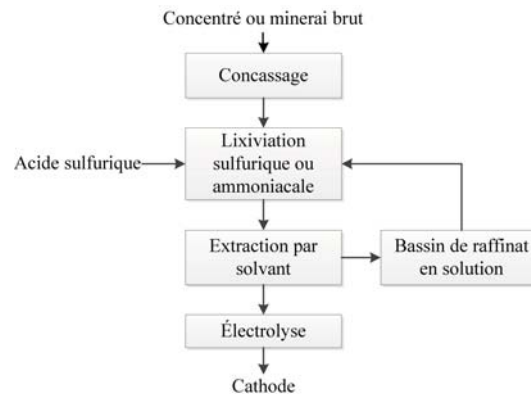 Concentré ou minerai brut
Concassage
Acide sulfurique
Lixiviation
sulfurique ou
ammoniacale
Extraction par
solvant
Bassin de raffinat
en solution
Électrolyse
Cathode